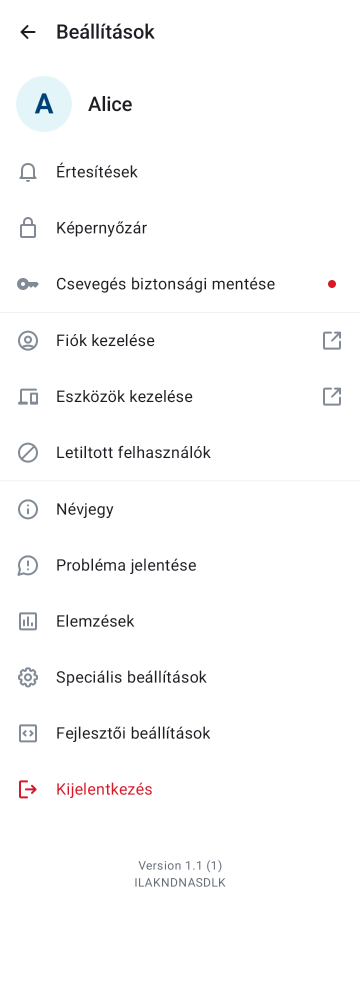 Beállítások
A
Alice
Értesítések
Képernyőzár
Csevegés biztonsági mentése
Fiók kezelése
Eszközök kezelése
Letiltott felhasználók
Névjegy
Probléma jelentése
Elemzések
Speciális beállítások
Fejlesztői beállítások
Kijelentkezés
Version 1.1 (1)
ILAKNDNASDLK